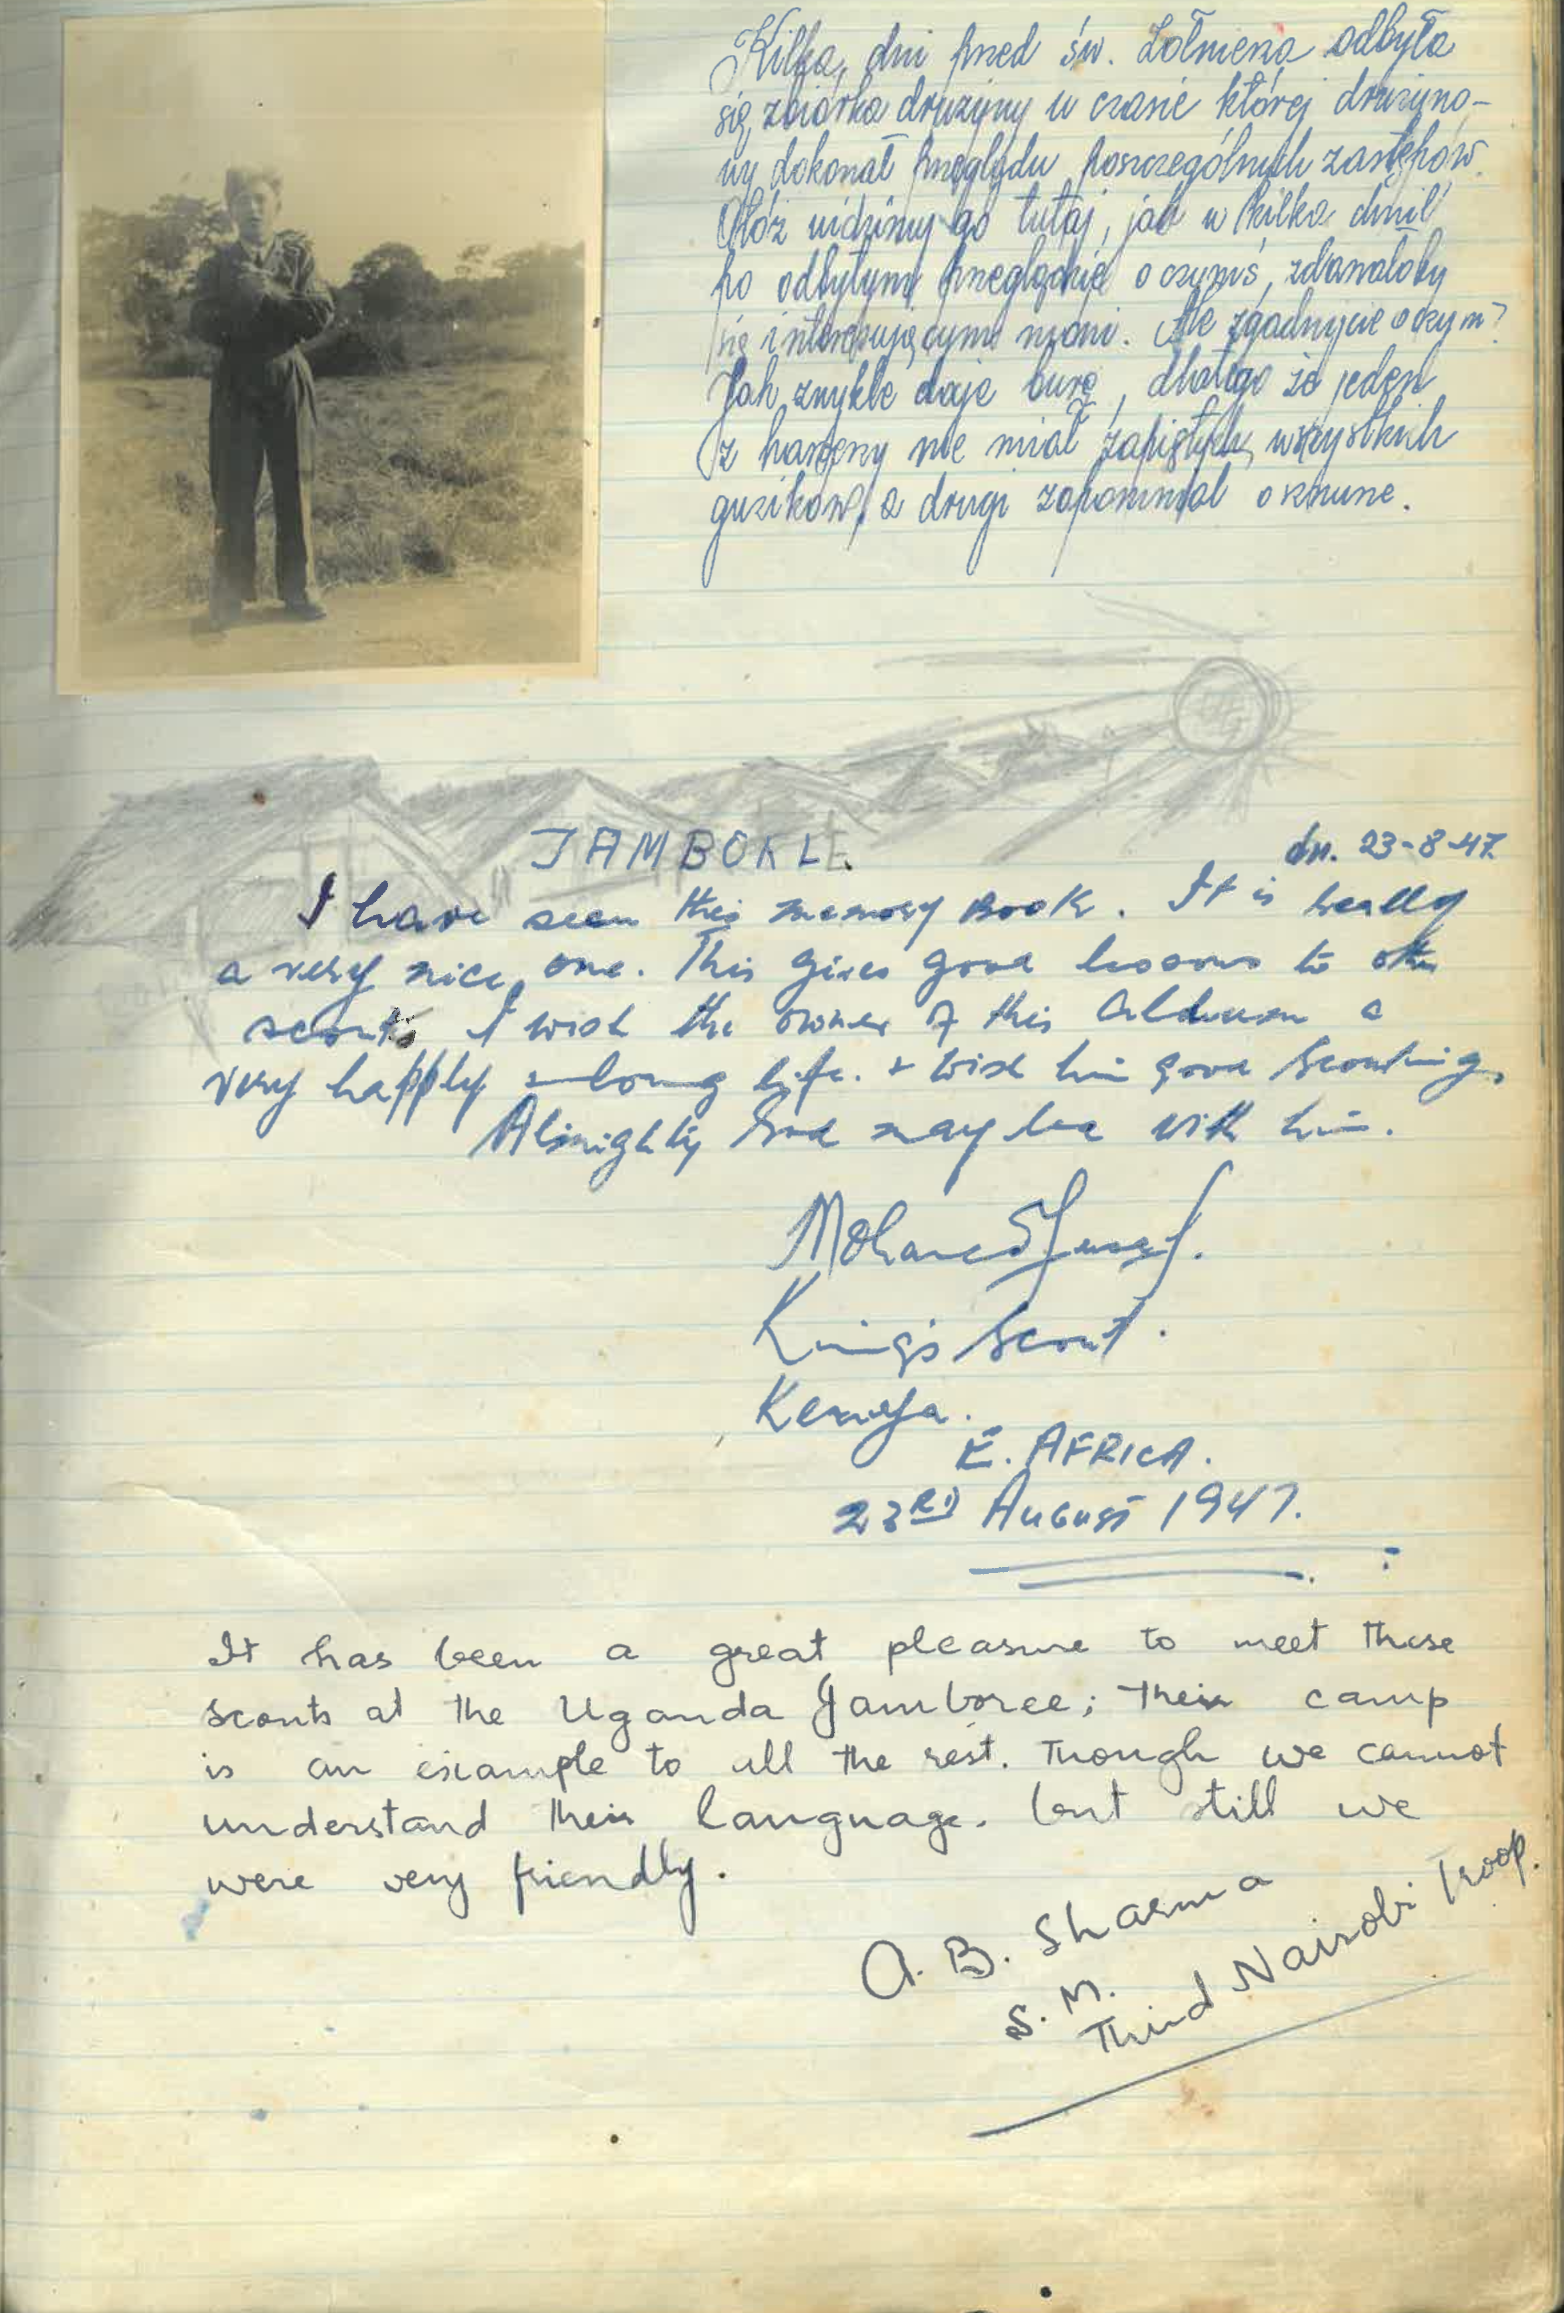 Kilka dni przed św. Żołnierza odbyła
się zbiórka drużyny w czasie której drużyno-
wy dokonał przeglądu poszczególnych zastępów.
Otóż widzimy go tutaj, jak w kilka chwil
po odbytym przeglądzie o czymś, zdawałoby
się interesującym mówi. Ale zgadnijcie o czym?
Jak zwykle daje burę, dlatego że jeden
z harcerzy nie miał zapiętych wszystkich
guzików, a drugi zapomniał o sznurze.
JAMBOKLE.
dn. 23-8-47.
I have seen this memory Book. It is really
a very nice one. This gives good lessons to other
scouts I wish the owner of this Album a
very happy long life. + wish him good Scouting.
Almighty God may be with him.
Mohamed Yusuf.
King's Scout.
Kenya.
E. AFRICA.
23RD August 1947.
It has been a great pleasure to meet these
scouts at the Uganda Jamboree; Their camp
is an example to all the rest. Though we cannot
understand their language. but still we
were very friendly.
A. B. Sharma
S. M.
Third Nairobi Troop.